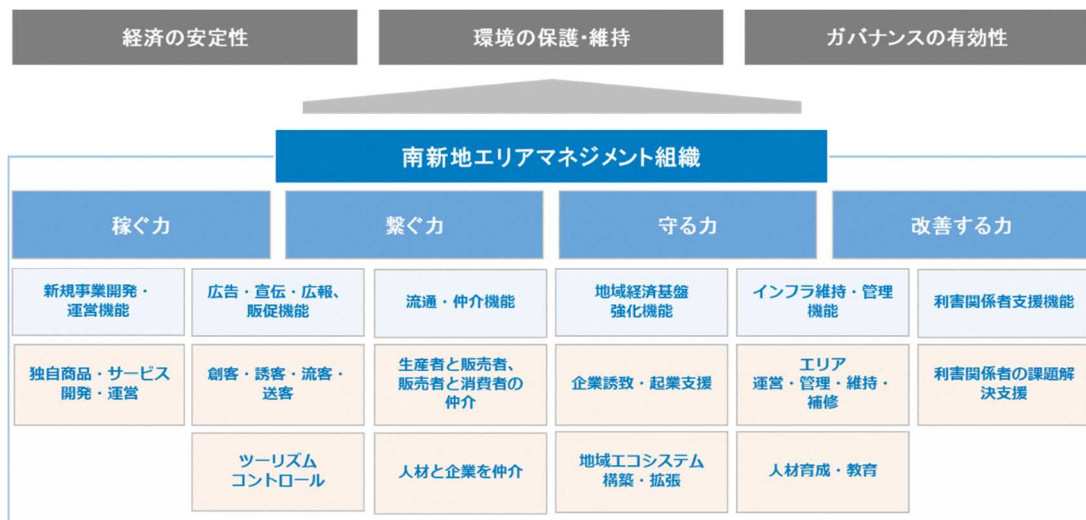 経済の安定性
環境の保護･維持
ガバナンスの有効性
南新地エリアマネジメント組織
稼ぐ力
繋ぐ力
守る力
改善する力
新規事業開発・
運営機能
広告・宣伝・広報、
販促機能
流通・仲介機能
地域経済基盤
強化機能
インフラ維持・管理
機能
利害関係者支援機能
独自商品・サービス
開発・運営
創客・誘客・流客・
送客
生産者と販売者、
販売者と消費者の
仲介
企業誘致・起業支援
エリア
運営・管理・維持・
補修
利害関係者の課題解
決支援
ツーリズム
コントロール
人材と企業を仲介
地域エコシステム
構築・拡張
人材育成・教育